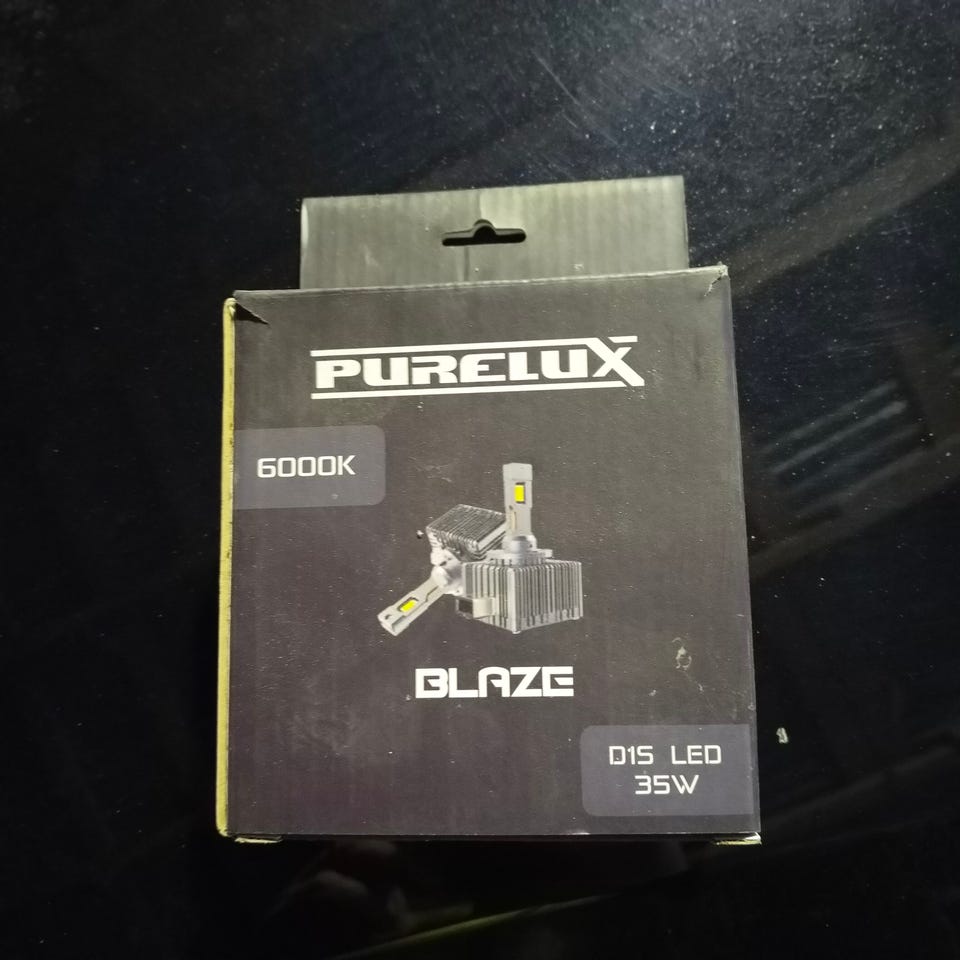 PURELUX
6000K
BLAZE
D1S LED
35W